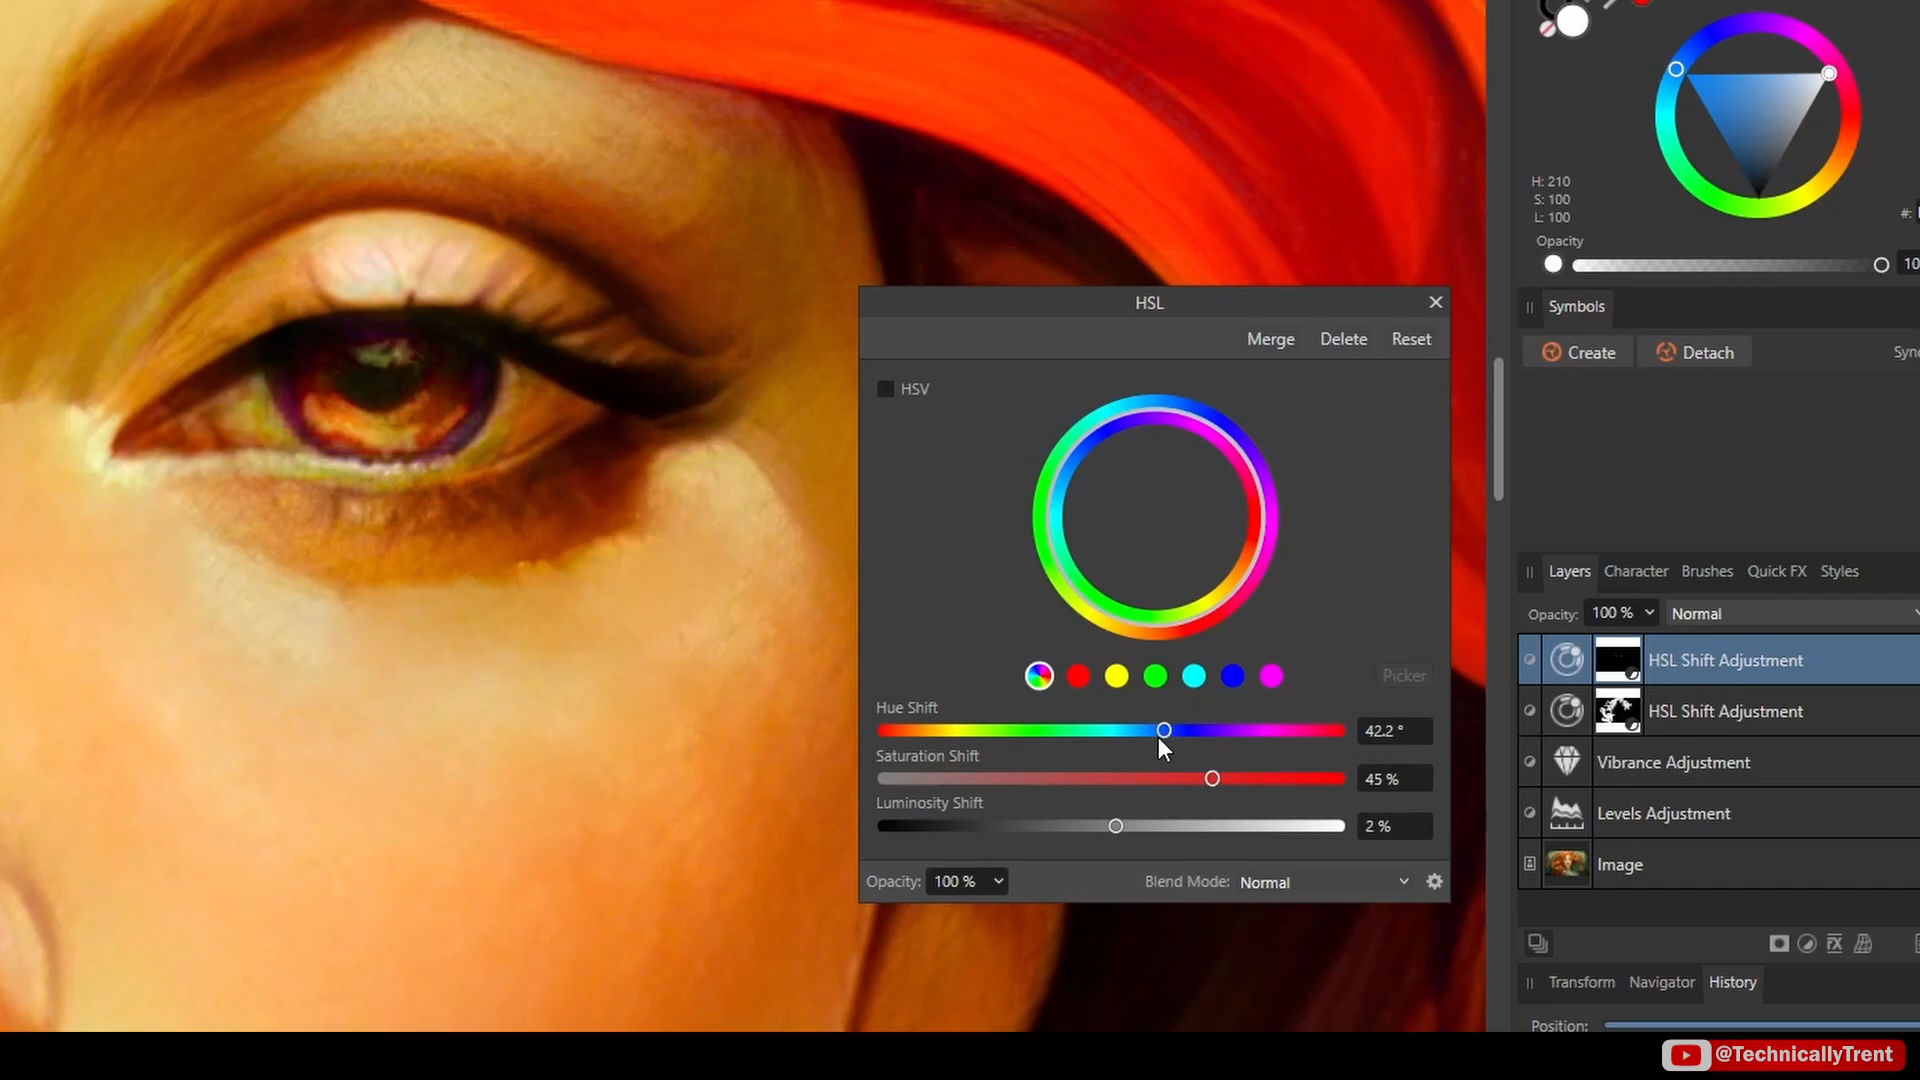 HSL
Merge Delete Reset
HSV
Picker
Hue Shift
42.2 °
Saturation Shift
45 %
Luminosity Shift
2 %
Opacity: 100 % Blend Mode: Normal
H: 210
S: 100
L: 100
#:
Opacity
10
Symbols
Create Detach
Layers Character Brushes Quick FX Styles
Opacity: 100 % Normal
HSL Shift Adjustment
HSL Shift Adjustment
Vibrance Adjustment
Levels Adjustment
Image
FX
Transform Navigator History
Position:
@TechnicallyTrent